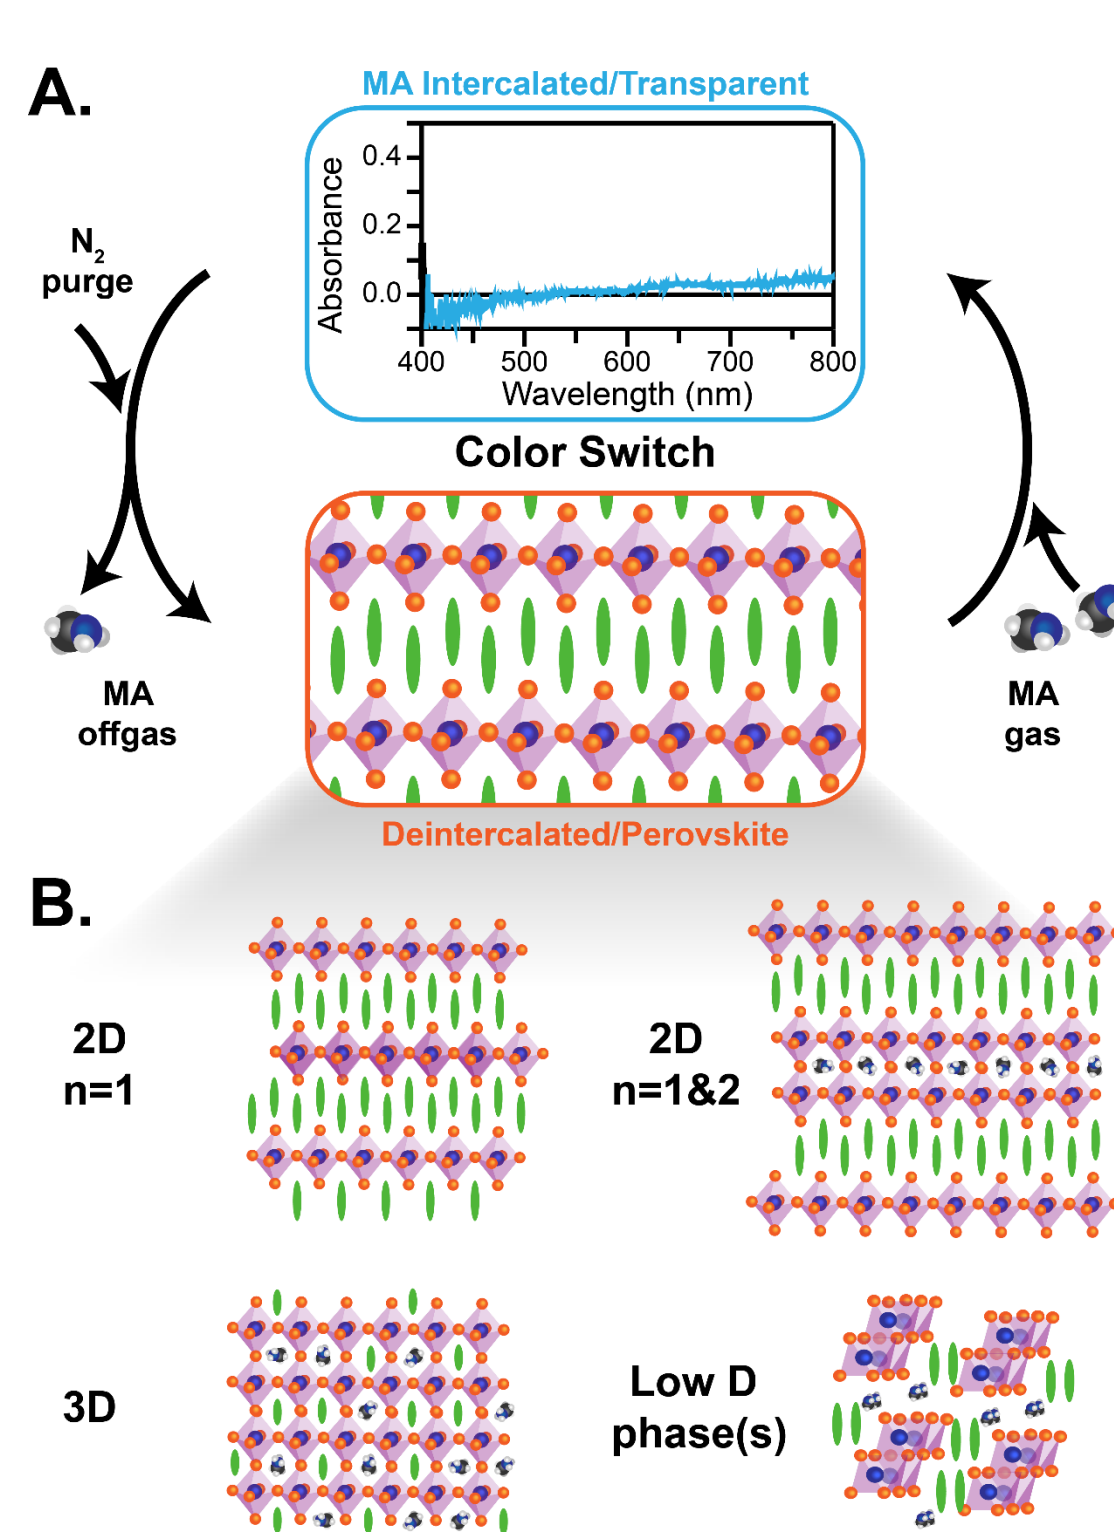 A.
MA Intercalated/Transparent
Absorbance
0.4
0.2
0.0
400 500 600 700 800
Wavelength (nm)
N₂
purge
Color Switch
MA
offgas
MA
gas
Deintercalated/Perovskite
B.
2D
n=1
2D
n=1&2
3D
Low D
phase(s)